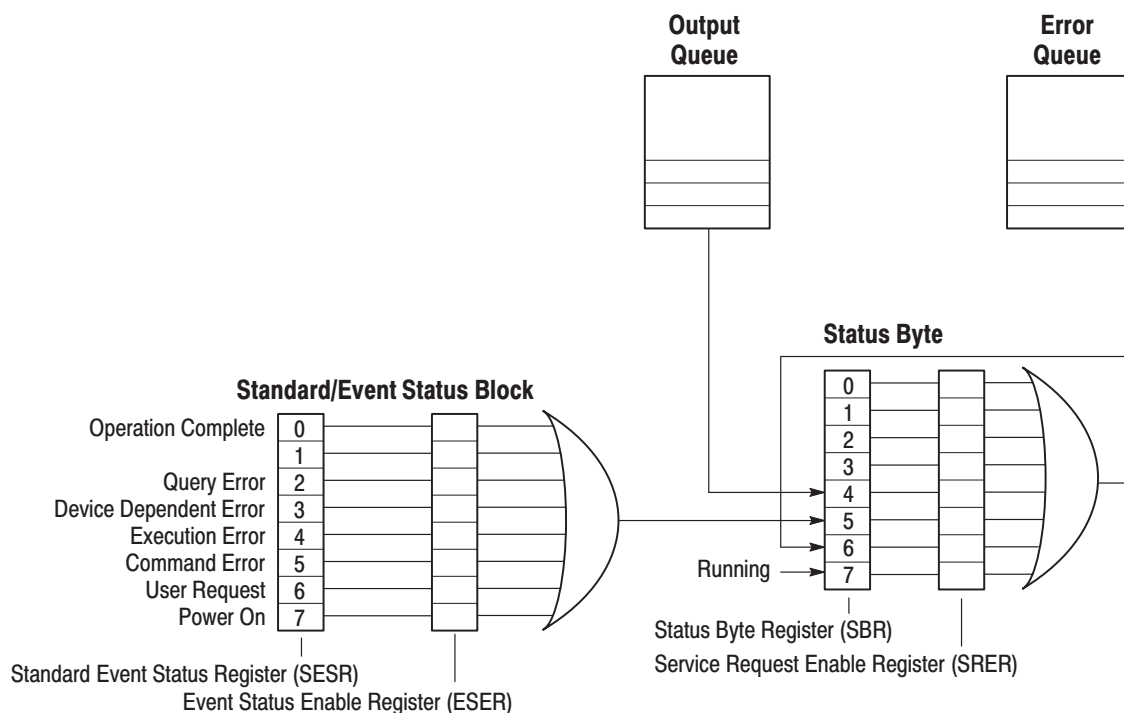 Output
Queue
Error
Queue
Status Byte
0
1
2
3
4
5
6
7
Running
Status Byte Register (SBR)
Service Request Enable Register (SRER)
Standard/Event Status Block
Operation Complete 0
1
Query Error 2
Device Dependent Error 3
Execution Error 4
Command Error 5
User Request 6
Power On 7
Standard Event Status Register (SESR)
Event Status Enable Register (ESER)